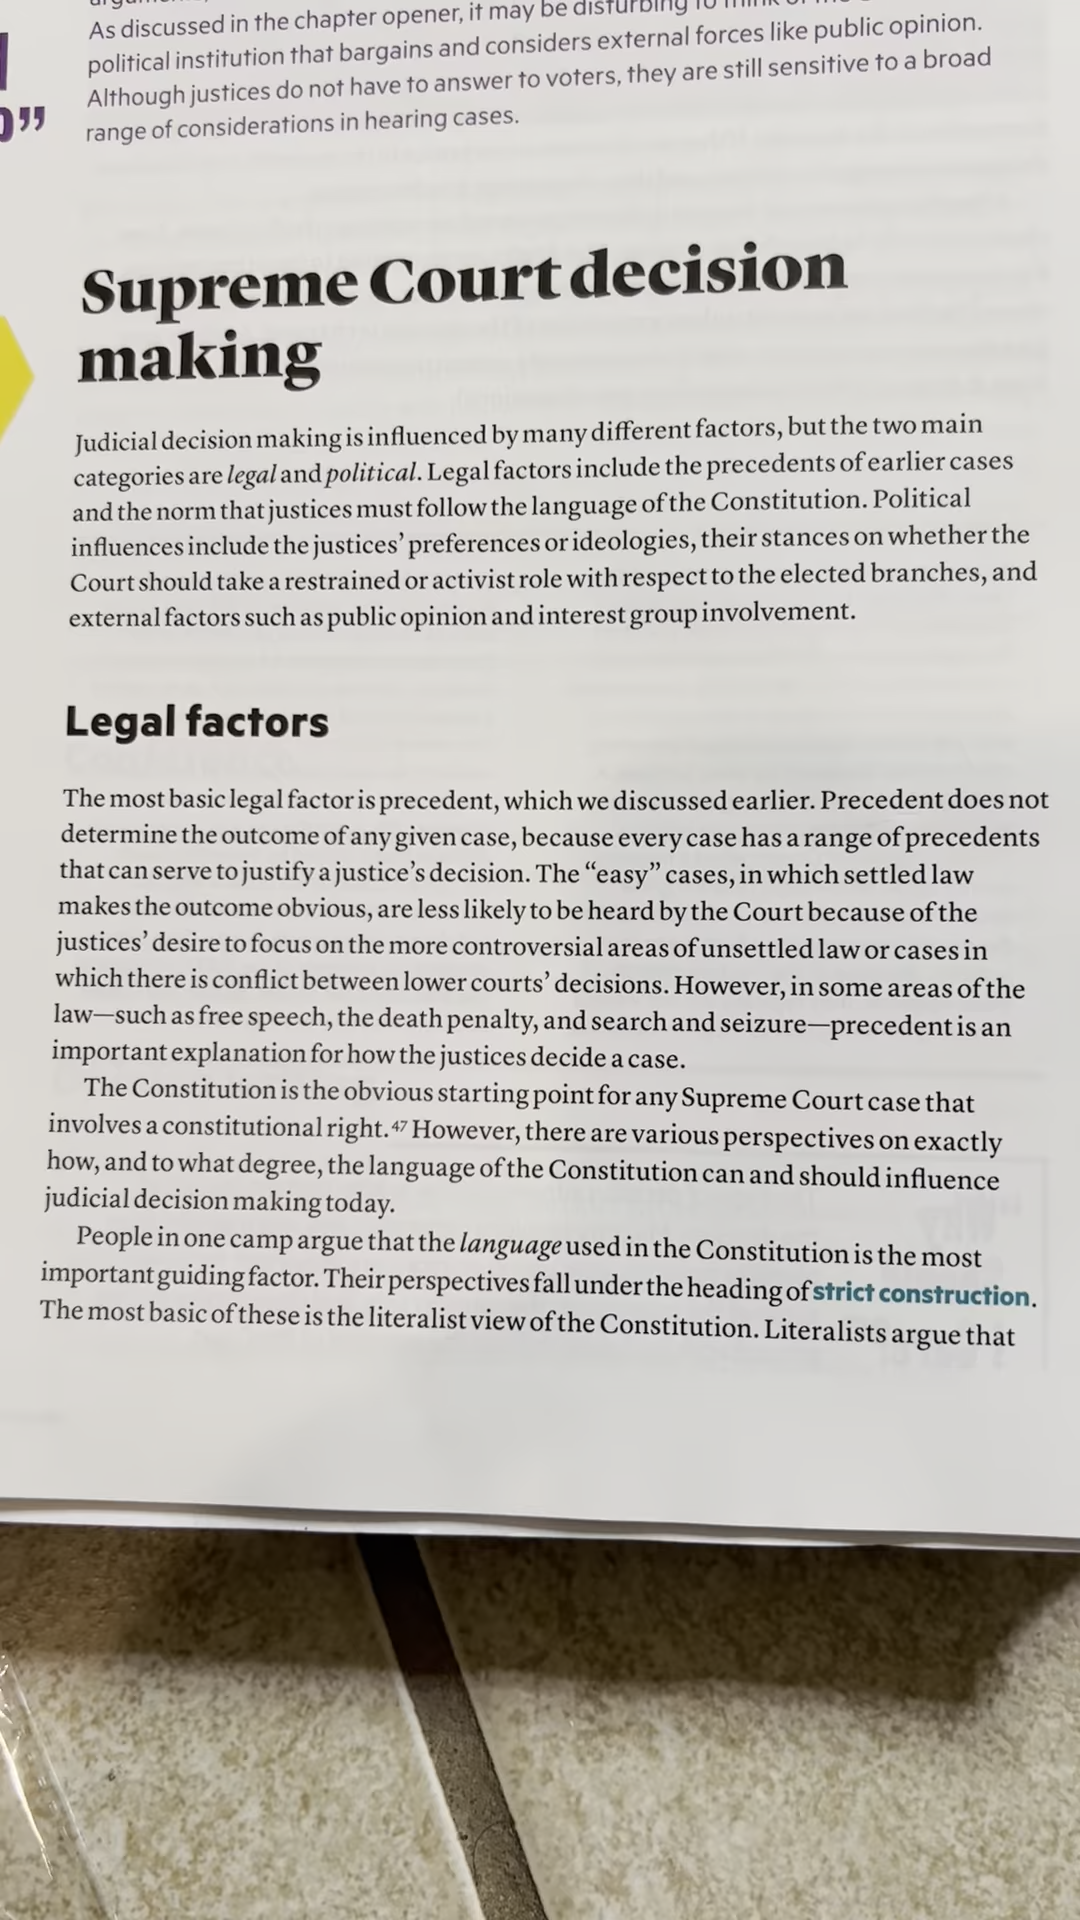 As discussed in the chapter opener, it may be disturbing to think of the
political institution that bargains and considers external forces like public opinion.
Although justices do not have to answer to voters, they are still sensitive to a broad
range of considerations in hearing cases.
Supreme Court decision
making
Judicial decision making is influenced by many different factors, but the two main
categories are legal and political. Legal factors include the precedents of earlier cases
and the norm that justices must follow the language of the Constitution. Political
influences include the justices’ preferences or ideologies, their stances on whether the
Court should take a restrained or activist role with respect to the elected branches, and
external factors such as public opinion and interest group involvement.
Legal factors
The most basic legal factor is precedent, which we discussed earlier. Precedent does not
determine the outcome of any given case, because every case has a range of precedents
that can serve to justify a justice’s decision. The “easy” cases, in which settled law
makes the outcome obvious, are less likely to be heard by the Court because of the
justices’ desire to focus on the more controversial areas of unsettled law or cases in
which there is conflict between lower courts’ decisions. However, in some areas of the
law—such as free speech, the death penalty, and search and seizure—precedent is an
important explanation for how the justices decide a case.
The Constitution is the obvious starting point for any Supreme Court case that
involves a constitutional right.⁴⁷ However, there are various perspectives on exactly
how, and to what degree, the language of the Constitution can and should influence
judicial decision making today.
People in one camp argue that the language used in the Constitution is the most
important guiding factor. Their perspectives fall under the heading of strict construction.
The most basic of these is the literalist view of the Constitution. Literalists argue that